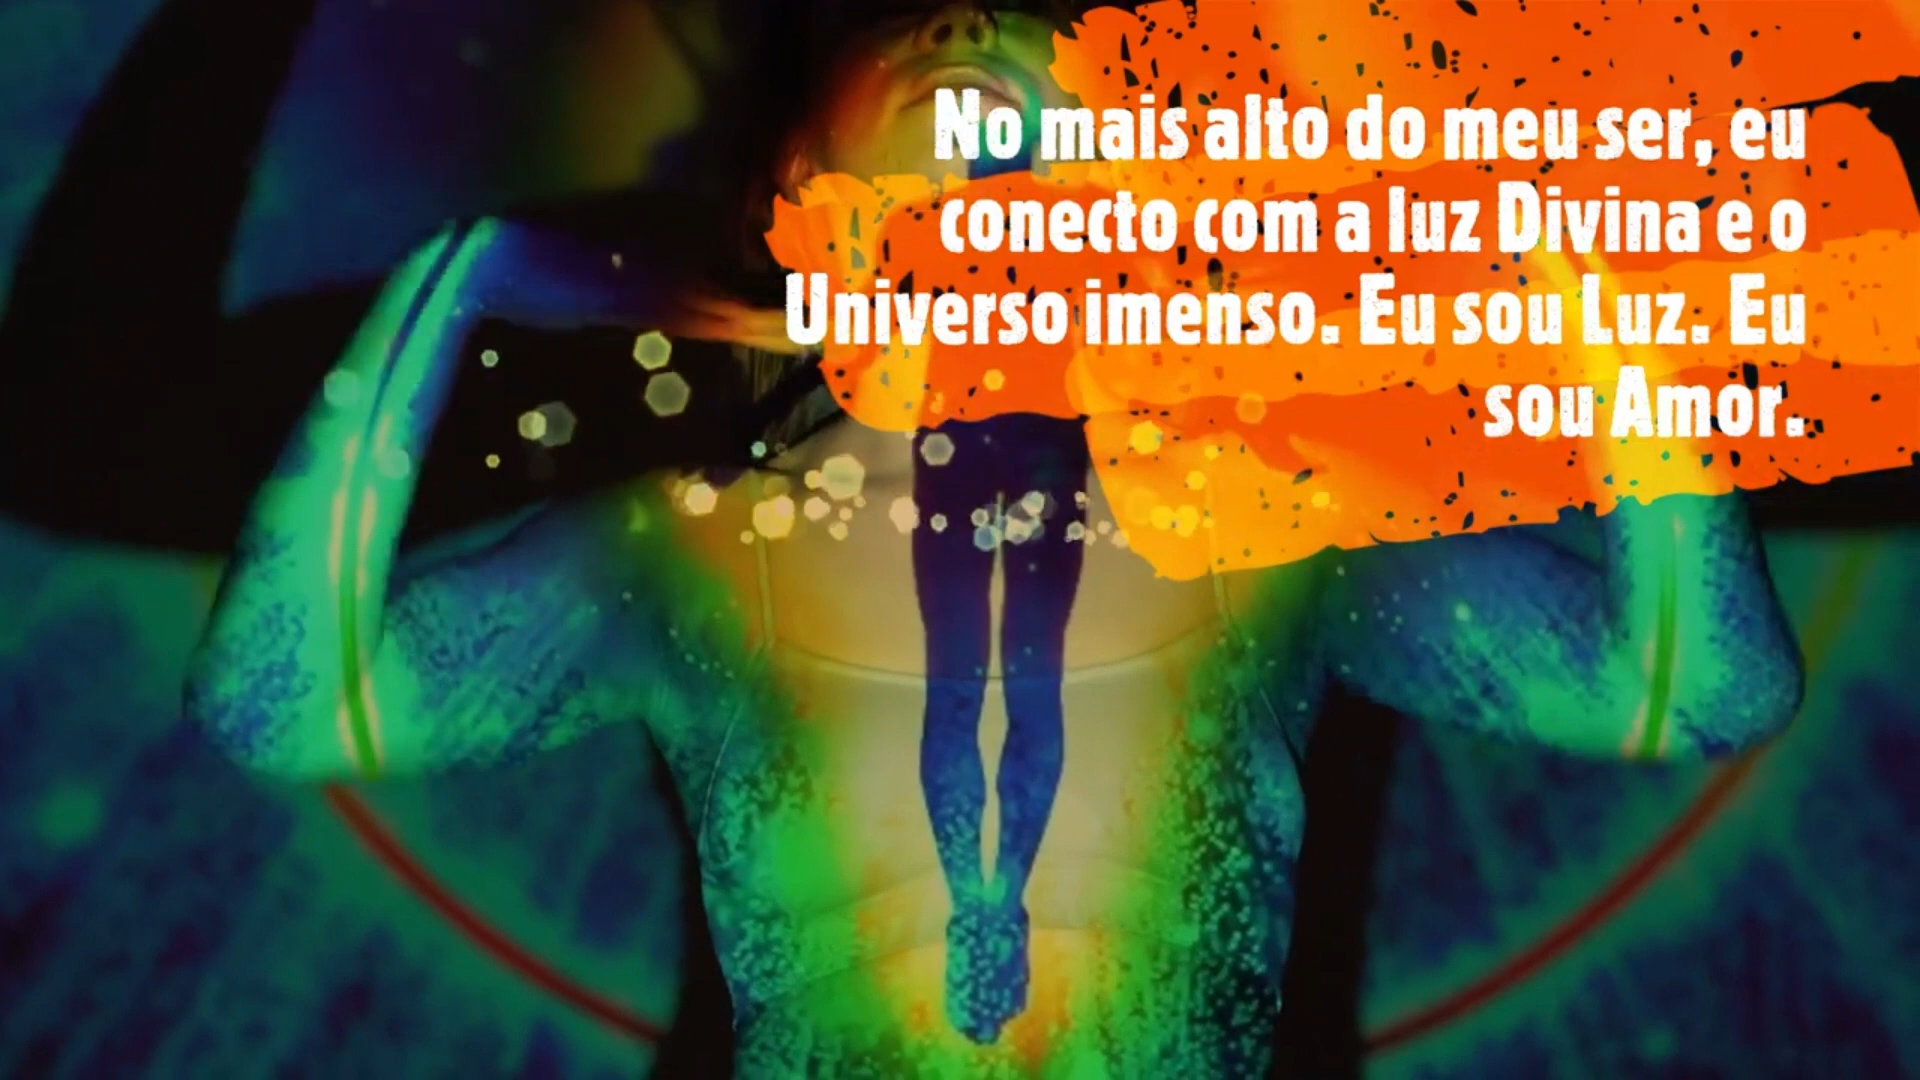 No mais alto do meu ser, eu
conecto com a luz Divina e o
Universo imenso. Eu sou Luz. Eu
sou Amor.